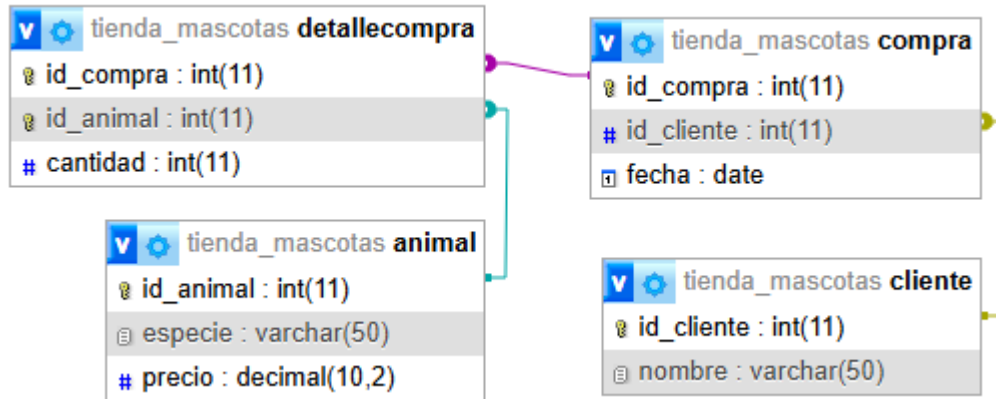 tienda_mascotas detallecompra
id_compra : int(11)
id_animal : int(11)
# cantidad : int(11)
tienda_mascotas compra
id_compra : int(11)
# id_cliente : int(11)
fecha : date
tienda_mascotas animal
id_animal : int(11)
especie : varchar(50)
# precio : decimal(10,2)
tienda_mascotas cliente
id_cliente : int(11)
nombre : varchar(50)